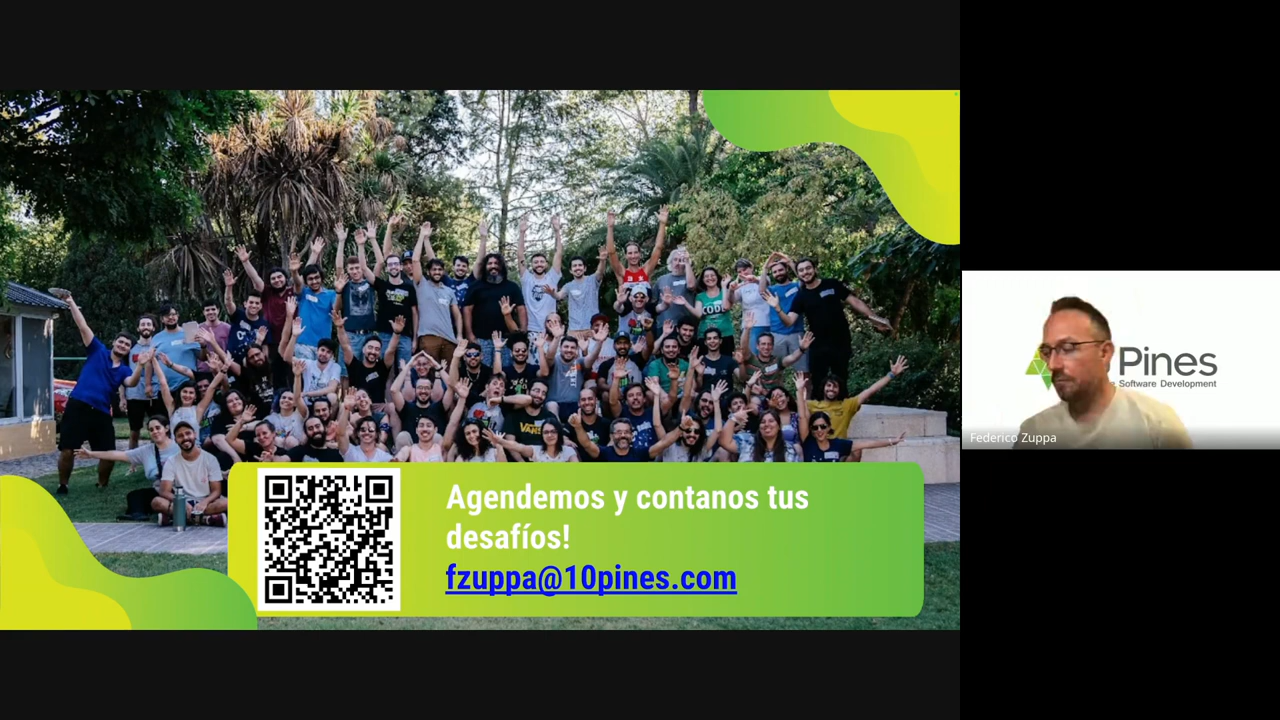 Agendemos y contanos tus
desafíos!
fzuppa@10pines.com
Pines
Software Development
Federico Zuppa